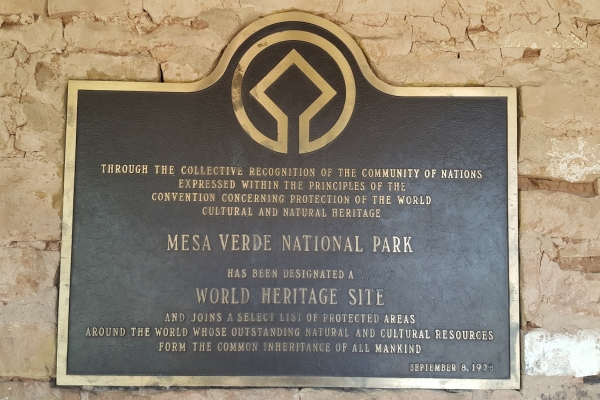 THROUGH THE COLLECTIVE RECOGNITION OF THE COMMUNITY OF NATIONS
EXPRESSED WITHIN THE PRINCIPLES OF THE
CONVENTION CONCERNING PROTECTION OF THE WORLD
CULTURAL AND NATURAL HERITAGE
MESA VERDE NATIONAL PARK
HAS BEEN DESIGNATED A
WORLD HERITAGE SITE
AND JOINS A SELECT LIST OF PROTECTED AREAS
AROUND THE WORLD WHOSE OUTSTANDING NATURAL AND CULTURAL RESOURCES
FORM THE COMMON INHERITANCE OF ALL MANKIND
SEPTEMBER 8,